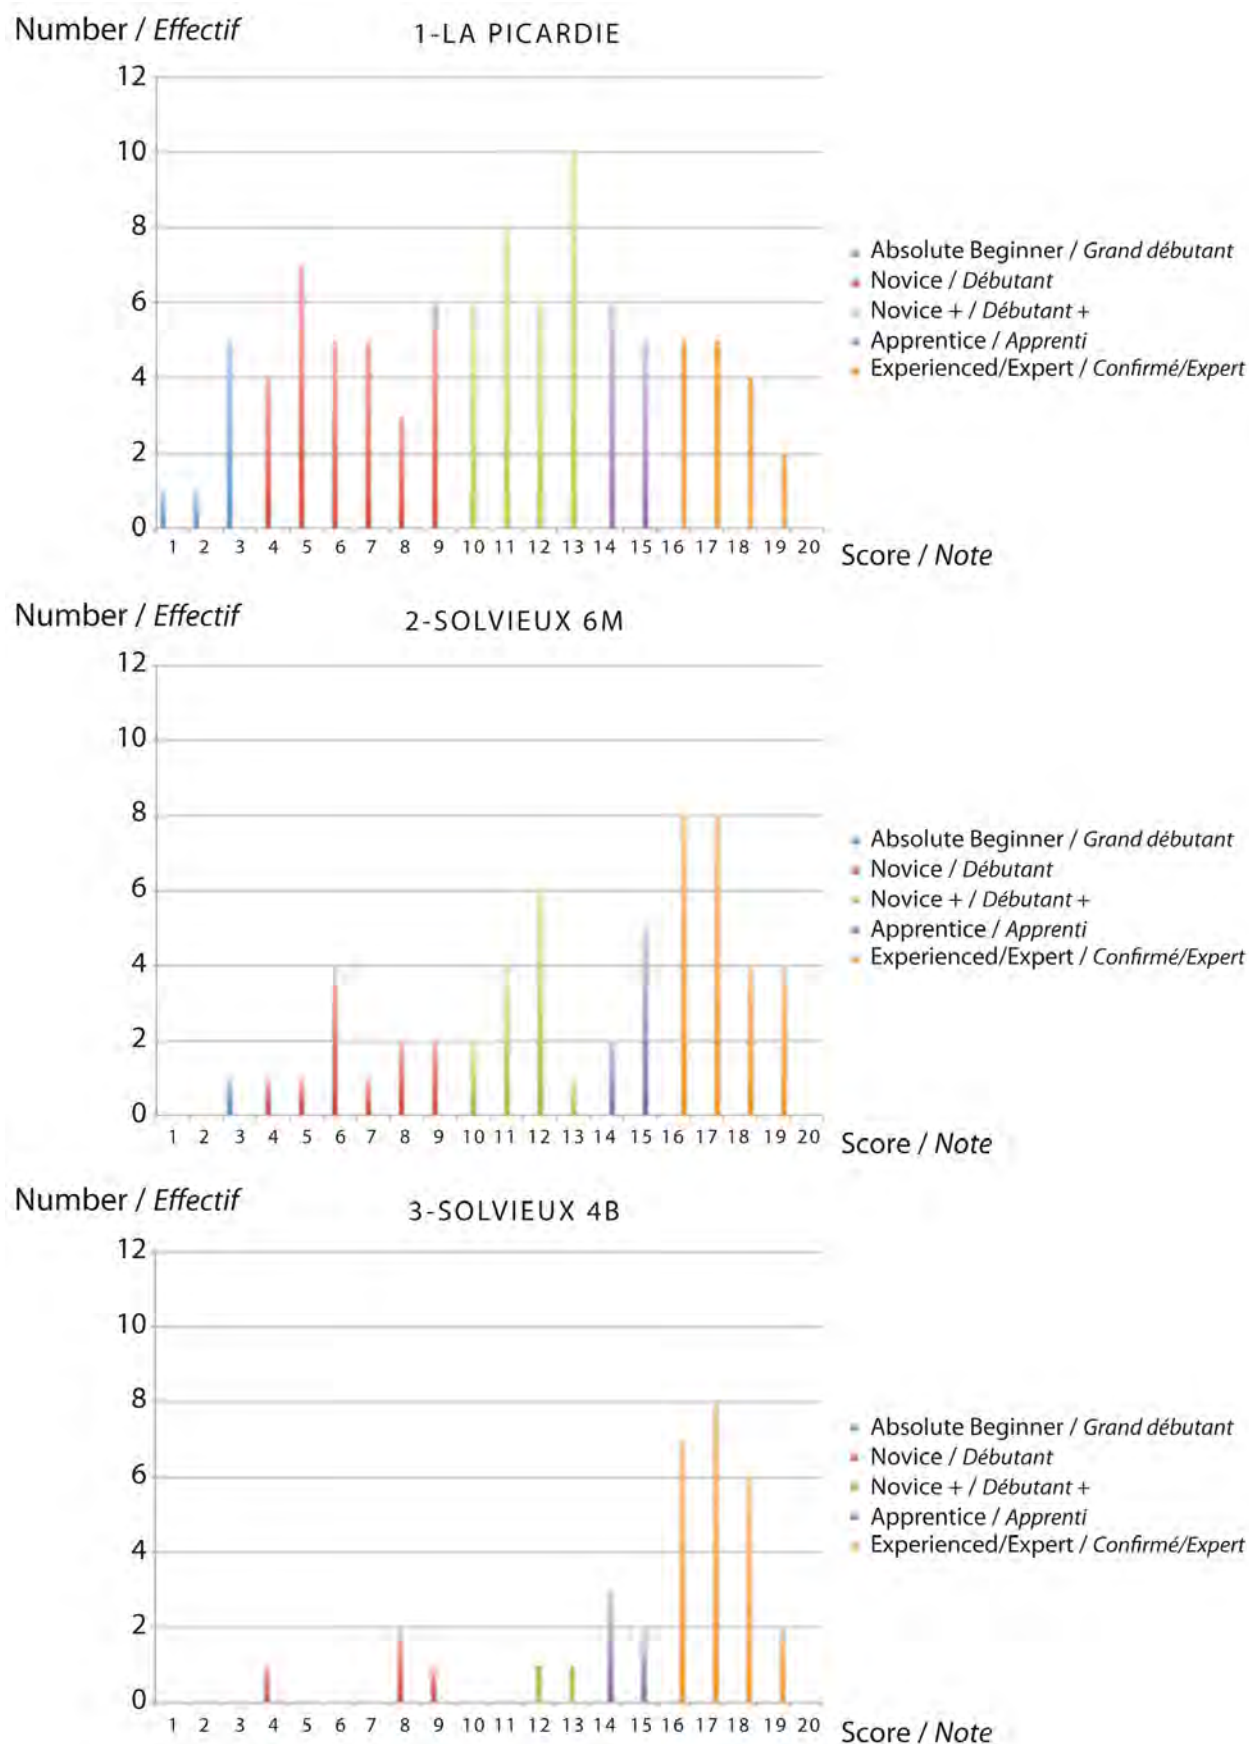 Number / Effectif
1-LA PICARDIE
12
10
8
6
4
2
0
1 2 3 4 5 6 7 8 9 10 11 12 13 14 15 16 17 18 19 20
Score / Note
Absolute Beginner / Grand débutant
Novice / Débutant
Novice + / Débutant +
Apprentice / Apprenti
Experienced/Expert / Confirmé/Expert
Number / Effectif
2-SOLVIEUX 6M
12
10
8
6
4
2
0
1 2 3 4 5 6 7 8 9 10 11 12 13 14 15 16 17 18 19 20
Score / Note
Absolute Beginner / Grand débutant
Novice / Débutant
Novice + / Débutant +
Apprentice / Apprenti
Experienced/Expert / Confirmé/Expert
Number / Effectif
3-SOLVIEUX 4B
12
10
8
6
4
2
0
1 2 3 4 5 6 7 8 9 10 11 12 13 14 15 16 17 18 19 20
Score / Note
Absolute Beginner / Grand débutant
Novice / Débutant
Novice + / Débutant +
Apprentice / Apprenti
Experienced/Expert / Confirmé/Expert